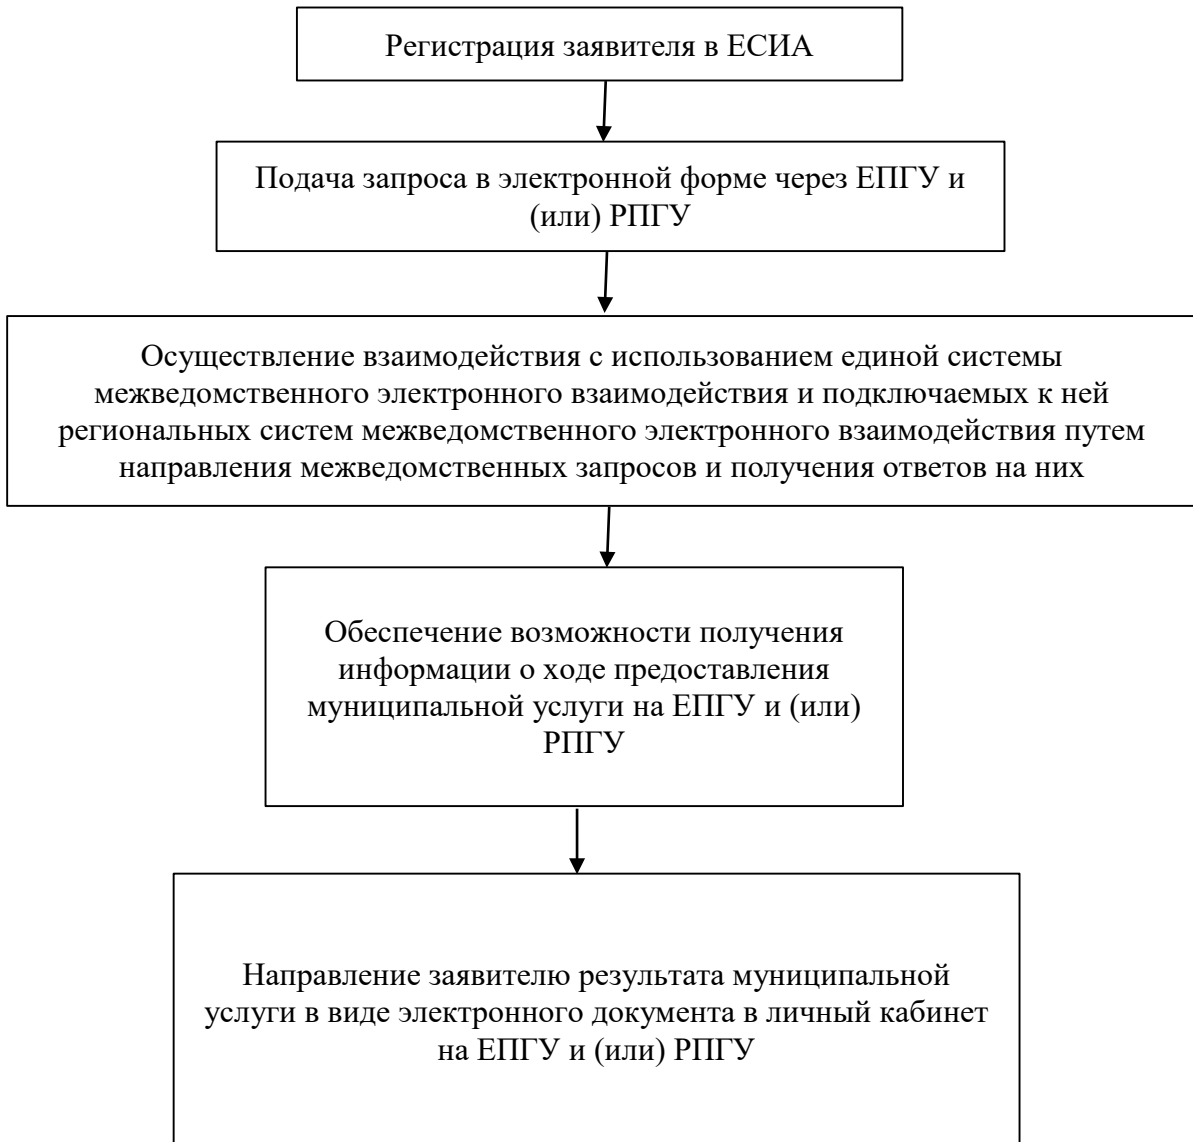 Регистрация заявителя в ЕСИА
Подача запроса в электронной форме через ЕПГУ и
(или) РПГУ
Осуществление взаимодействия с использованием единой системы
межведомственного электронного взаимодействия и подключаемых к ней
региональных систем межведомственного электронного взаимодействия путем
направления межведомственных запросов и получения ответов на них
Обеспечение возможности получения
информации о ходе предоставления
муниципальной услуги на ЕПГУ и (или)
РПГУ
Направление заявителю результата муниципальной
услуги в виде электронного документа в личный кабинет
на ЕПГУ и (или) РПГУ